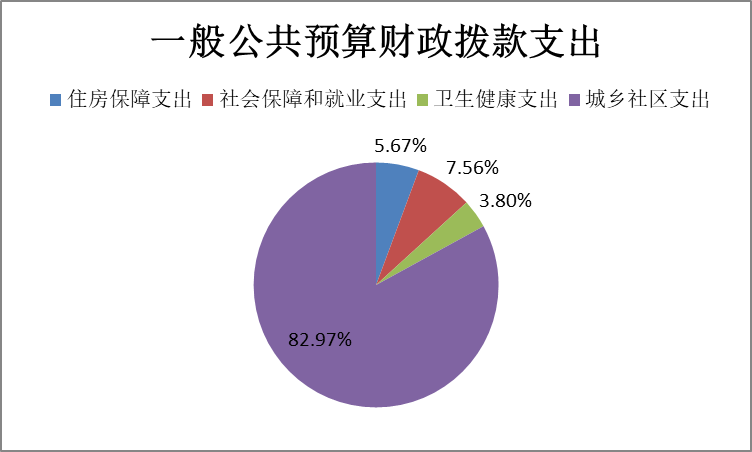 一般公共预算财政拨款支出
住房保障支出 社会保障和就业支出 卫生健康支出 城乡社区支出
5.67%
7.56%
3.80%
82.97%